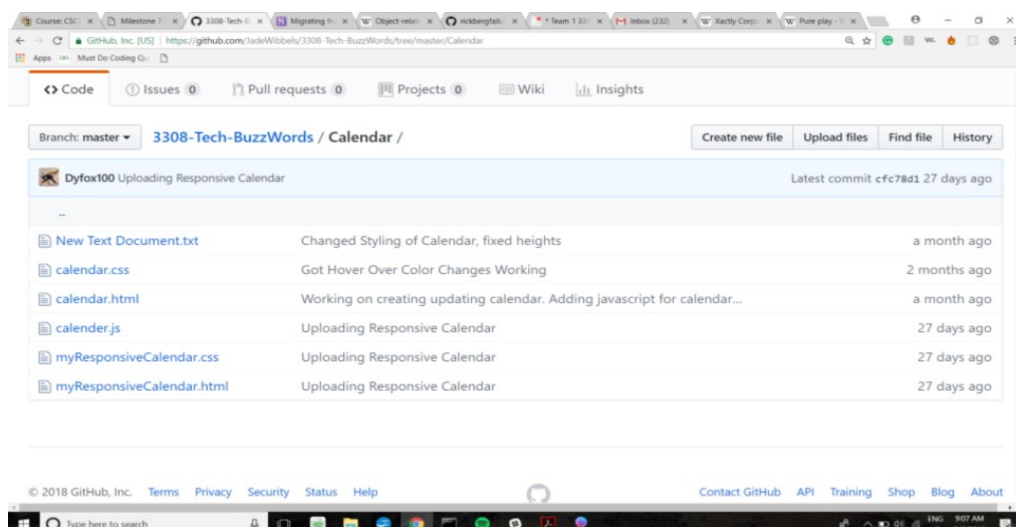 Course: CSC
Milestone 7
3308-Tech-B
Migrating fr
Object-relati
rickbergfalk
* Team 1 330
Inbox (232) -
Xactly Corpo
Pure play - W
GitHub, Inc. [US] | https://github.com/JadeWibbels/3308-Tech-BuzzWords/tree/master/Calendar
Apps Must Do Coding Qu
Code Issues 0 Pull requests 0 Projects 0 Wiki Insights
Branch: master 3308-Tech-BuzzWords / Calendar / Create new file Upload files Find file History
Dyfox100 Uploading Responsive Calendar Latest commit cfc78d1 27 days ago
..
New Text Document.txt Changed Styling of Calendar, fixed heights a month ago
calendar.css Got Hover Over Color Changes Working 2 months ago
calendar.html Working on creating updating calendar. Adding javascript for calendar... a month ago
calender.js Uploading Responsive Calendar 27 days ago
myResponsiveCalendar.css Uploading Responsive Calendar 27 days ago
myResponsiveCalendar.html Uploading Responsive Calendar 27 days ago
© 2018 GitHub, Inc. Terms Privacy Security Status Help Contact GitHub API Training Shop Blog About
Type here to search ENG 9:07 AM